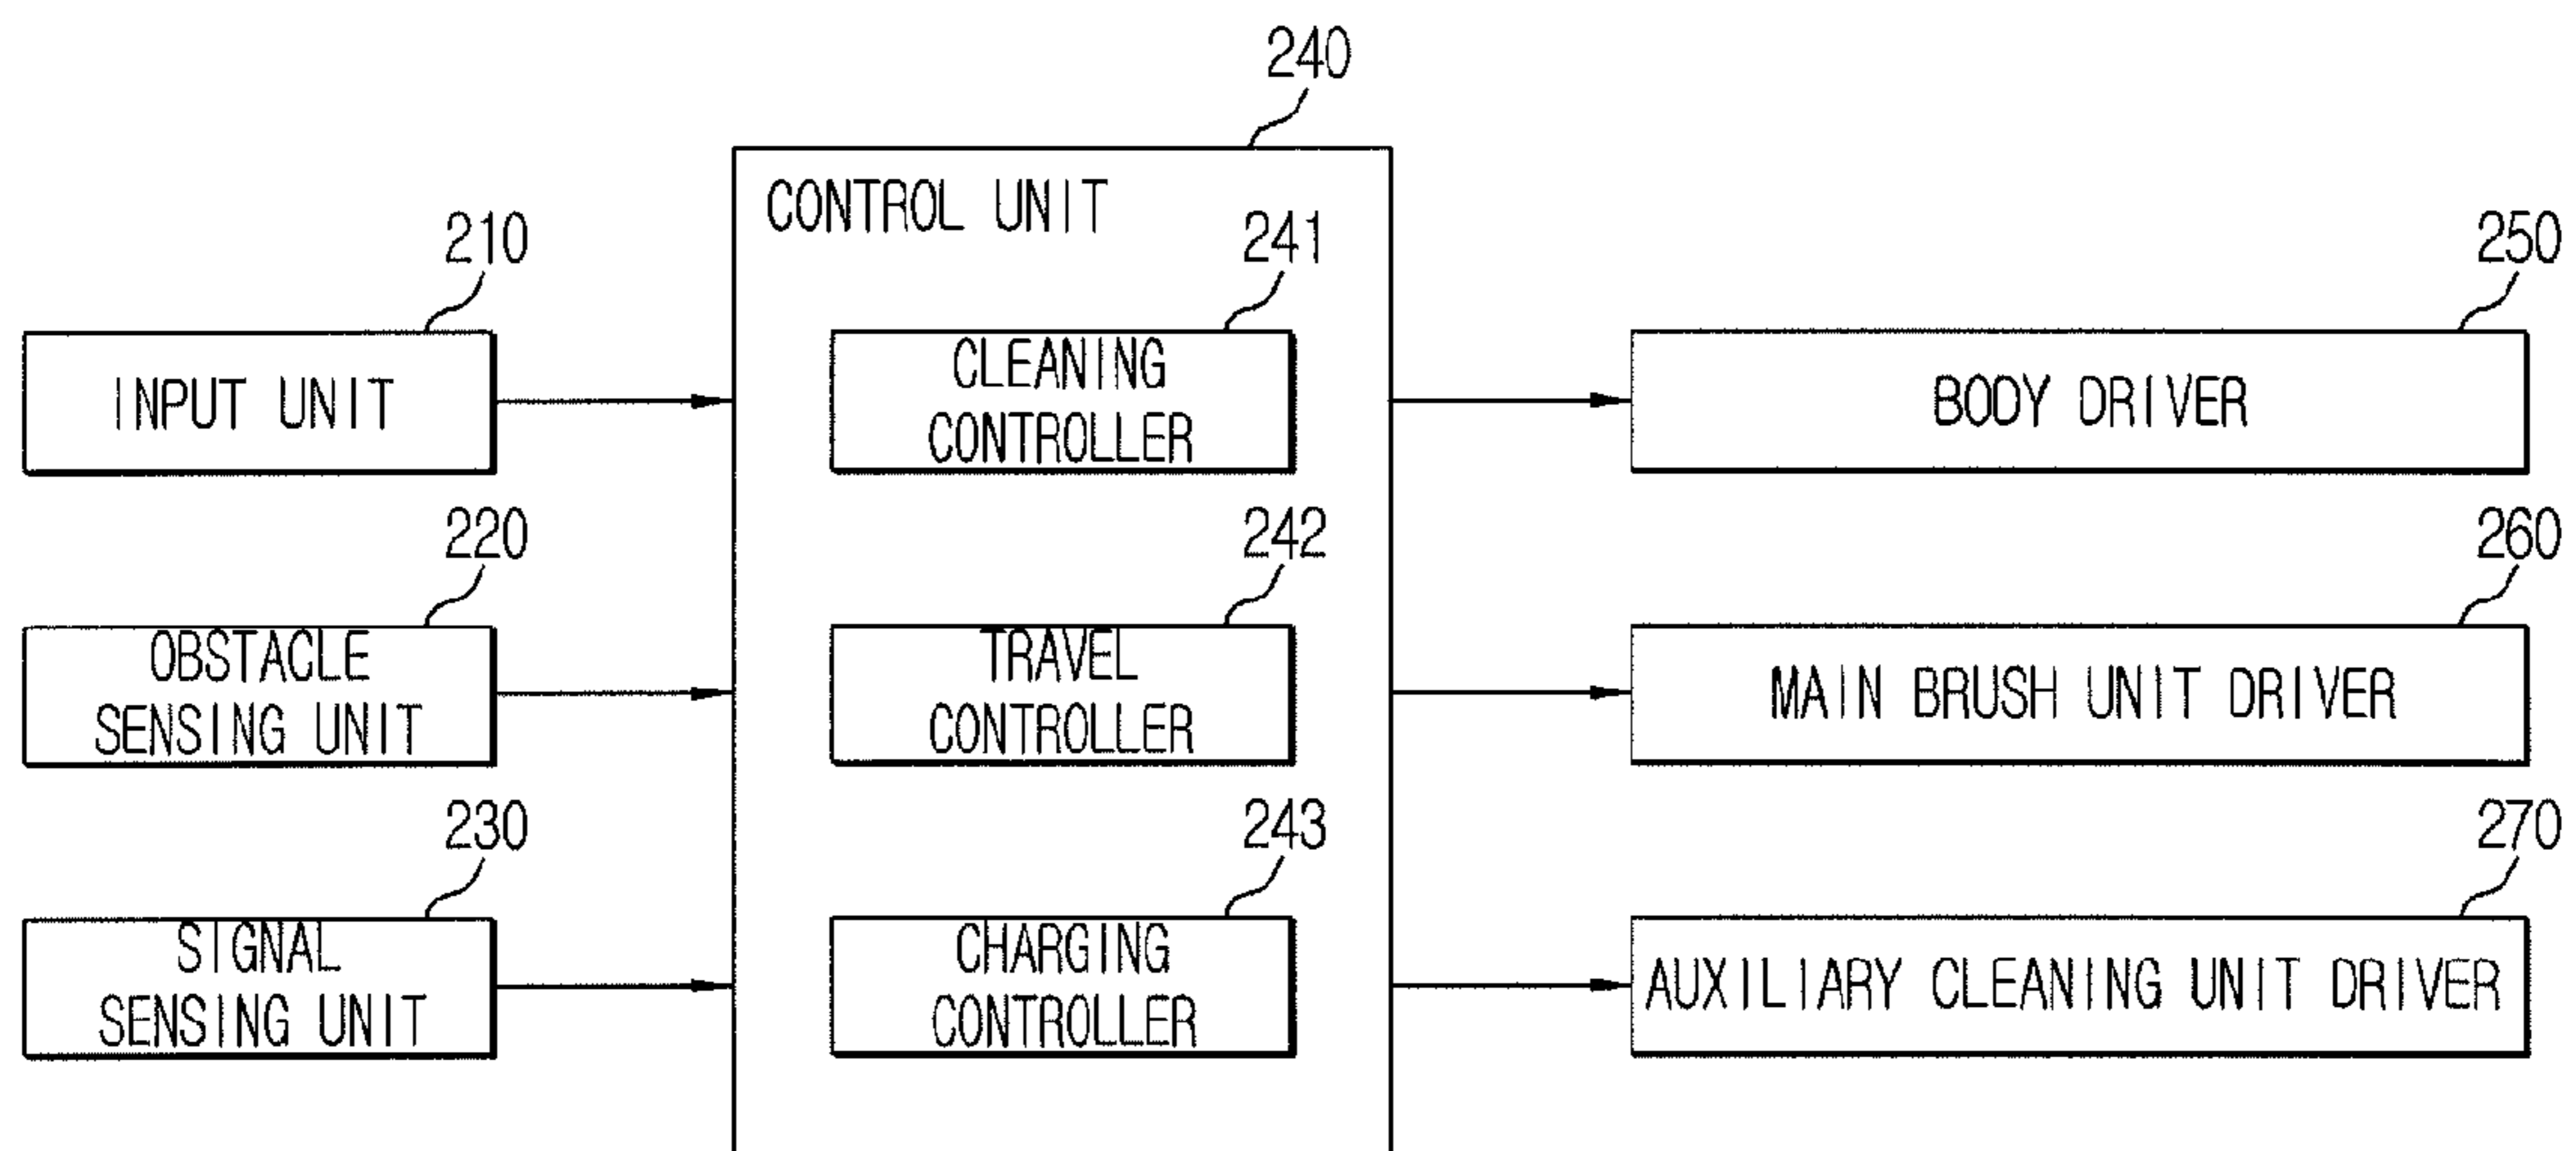 240
CONTROL UNIT
210
241
250
INPUT UNIT
CLEANING
CONTROLLER
BODY DRIVER
220
242
260
OBSTACLE
SENSING UNIT
TRAVEL
CONTROLLER
MAIN BRUSH UNIT DRIVER
230
243
270
SIGNAL
SENSING UNIT
CHARGING
CONTROLLER
AUXILIARY CLEANING UNIT DRIVER